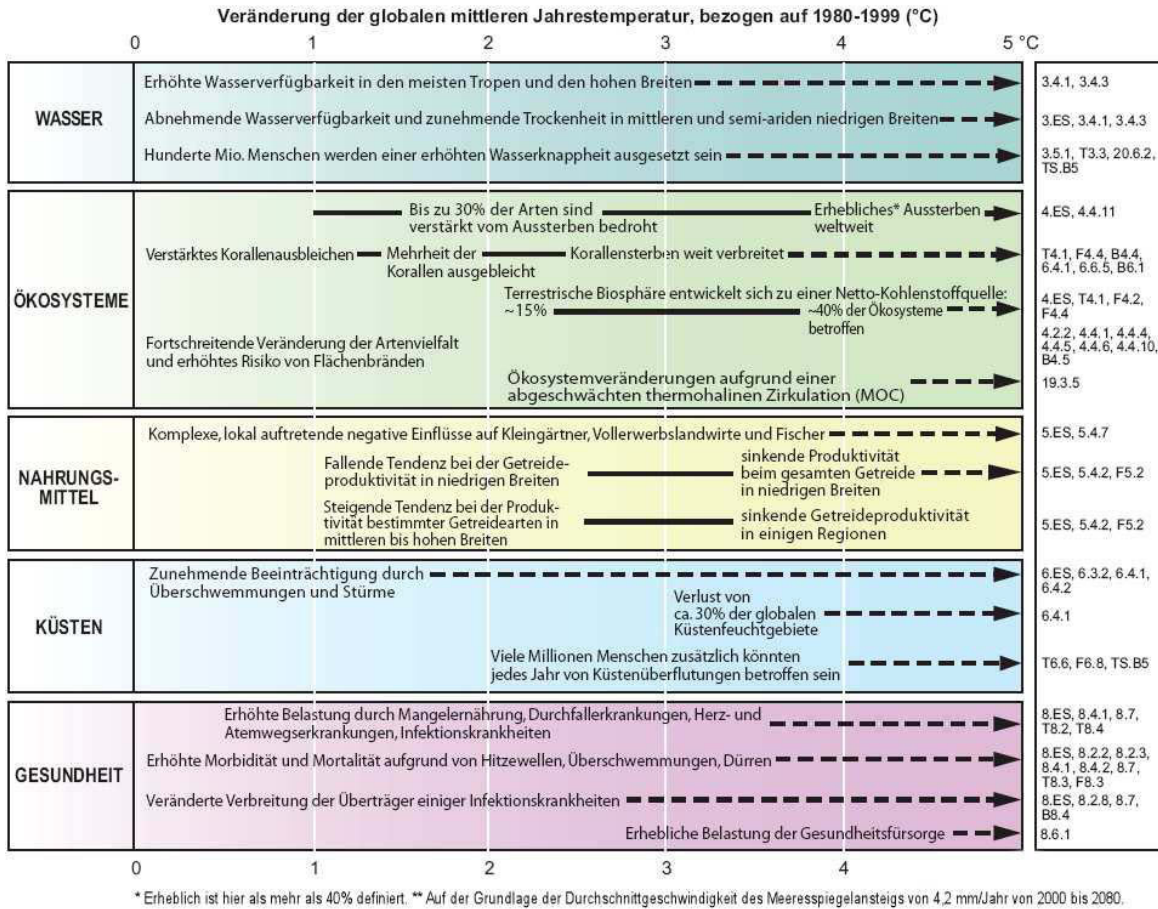 Veränderung der globalen mittleren Jahrestemperatur, bezogen auf 1980-1999 (°C)
0 1 2 3 4 5 °C
WASSER
Erhöhte Wasserverfügbarkeit in den meisten Tropen und den hohen Breiten
3.4.1, 3.4.3
Abnehmende Wasserverfügbarkeit und zunehmende Trockenheit in mittleren und semi-ariden niedrigen Breiten
3.ES, 3.4.1, 3.4.3
Hunderte Mio. Menschen werden einer erhöhten Wasserknappheit ausgesetzt sein
3.5.1, T3.3, 20.6.2,
TS.B5
ÖKOSYSTEME
Bis zu 30% der Arten sind
verstärkt vom Aussterben bedroht
Erhebliches* Aussterben
weltweit
4.ES, 4.4.11
Verstärktes Korallenausbleichen
Mehrheit der
Korallen ausgebleicht
Korallensterben weit verbreitet
T4.1, F4.4, B4.4,
6.4.1, 6.6.5, B6.1
Terrestrische Biosphäre entwickelt sich zu einer Netto-Kohlenstoffquelle:
~15%
~40% der Ökosysteme
betroffen
4.ES, T4.1, F4.2,
F4.4
Fortschreitende Veränderung der Artenvielfalt
und erhöhtes Risiko von Flächenbränden
4.2.2, 4.4.1, 4.4.4,
4.4.5, 4.4.6, 4.4.10,
B4.5
Ökosystemveränderungen aufgrund einer
abgeschwächten thermohalinen Zirkulation (MOC)
19.3.5
NAHRUNGS-
MITTEL
Komplexe, lokal auftretende negative Einflüsse auf Kleingärtner, Vollerwerbslandwirte und Fischer
5.ES, 5.4.7
Fallende Tendenz bei der Getreide-
produktivität in niedrigen Breiten
sinkende Produktivität
beim gesamten Getreide
in niedrigen Breiten
5.ES, 5.4.2, F5.2
Steigende Tendenz bei der Produk-
tivität bestimmter Getreidearten in
mittleren bis hohen Breiten
sinkende Getreideproduktivität
in einigen Regionen
5.ES, 5.4.2, F5.2
KÜSTEN
Zunehmende Beeinträchtigung durch
Überschwemmungen und Stürme
6.ES, 6.3.2, 6.4.1,
6.4.2
Verlust von
ca. 30% der globalen
Küstenfeuchtgebiete
6.4.1
Viele Millionen Menschen zusätzlich könnten
jedes Jahr von Küstenüberflutungen betroffen sein
T6.6, F6.8, TS.B5
GESUNDHEIT
Erhöhte Belastung durch Mangelernährung, Durchfallerkrankungen, Herz- und
Atemwegserkrankungen, Infektionskrankheiten
8.ES, 8.4.1, 8.7,
T8.2, T8.4
Erhöhte Morbidität und Mortalität aufgrund von Hitzewellen, Überschwemmungen, Dürren
8.ES, 8.2.2, 8.2.3,
8.4.1, 8.4.2, 8.7,
T8.3, F8.3
Veränderte Verbreitung der Überträger einiger Infektionskrankheiten
8.ES, 8.2.8, 8.7,
B8.4
Erhebliche Belastung der Gesundheitsfürsorge
8.6.1
0 1 2 3 4
* Erheblich ist hier als mehr als 40% definiert. ** Auf der Grundlage der Durchschnittgeschwindigkeit des Meeresspiegelansteigs von 4,2 mm/Jahr von 2000 bis 2080.